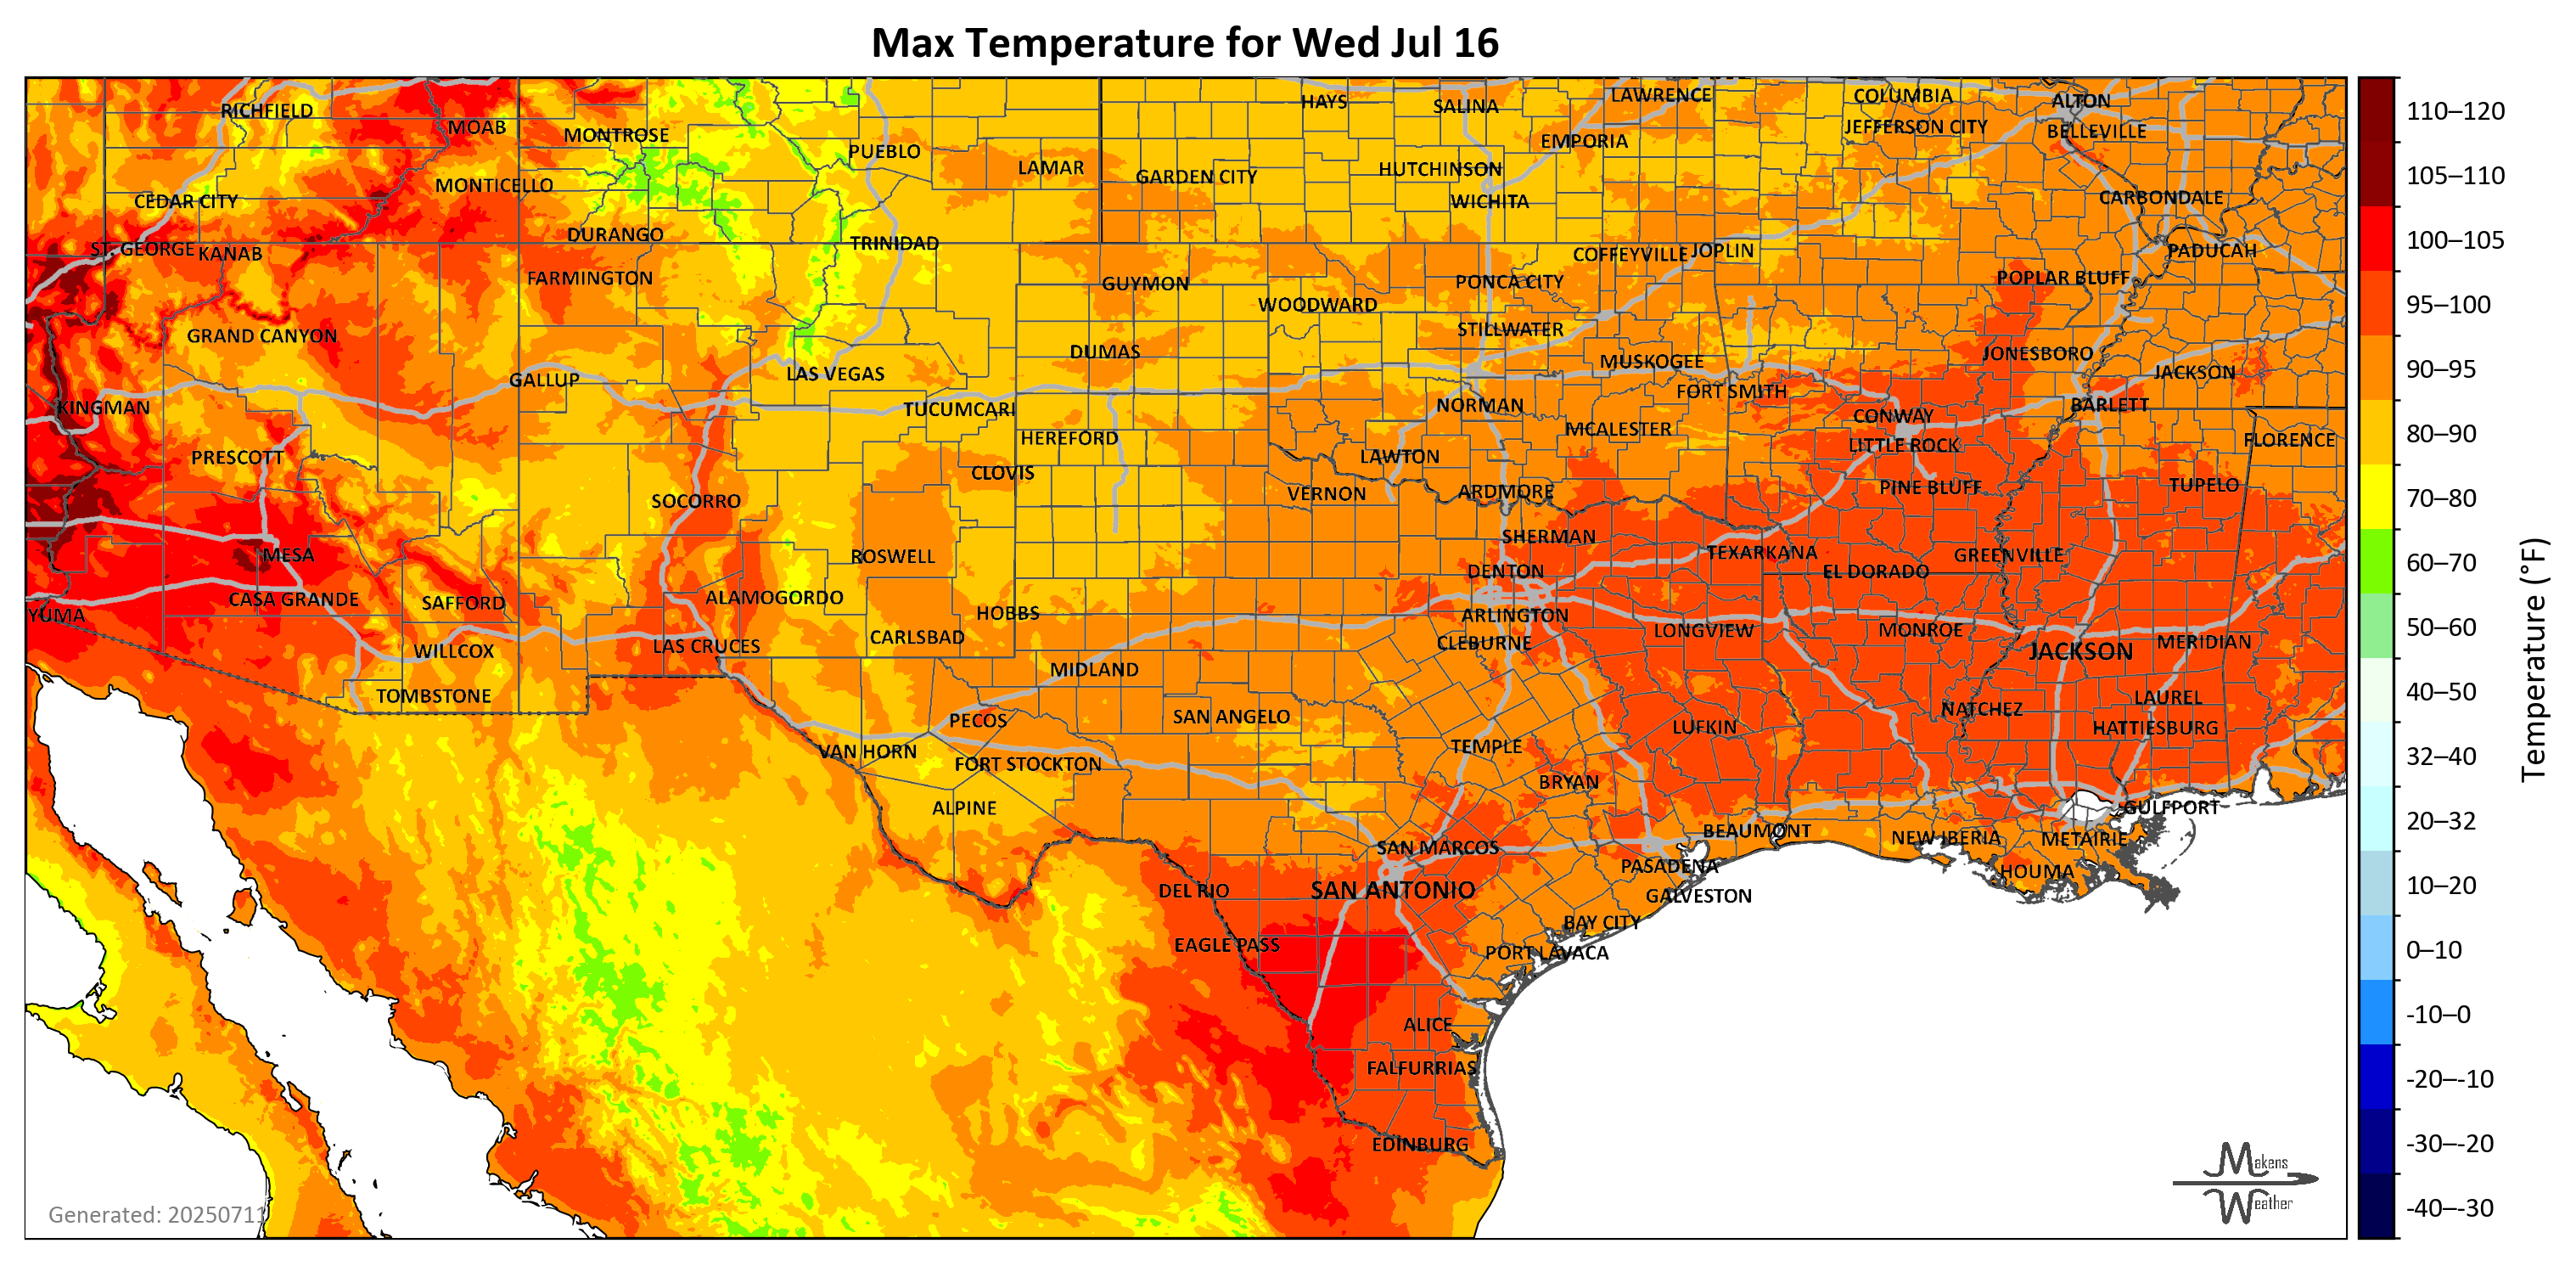 Max Temperature for Wed Jul 16
RICHFIELD
MOAB
MONTROSE
PUEBLO
LAMAR
HAYS
SALINA
LAWRENCE
EMPORIA
COLUMBIA
JEFFERSON CITY
ALTON
BELLEVILLE
CEDAR CITY
MONTICELLO
GARDEN CITY
HUTCHINSON
WICHITA
CARBONDALE
ST. GEORGE
KANAB
DURANGO
TRINIDAD
COFFEYVILLE
JOPLIN
PADUCAH
FARMINGTON
GUYMON
WOODWARD
PONCA CITY
POPLAR BLUFF
GRAND CANYON
DUMAS
STILLWATER
MUSKOGEE
JONESBORO
JACKSON
GALLUP
LAS VEGAS
FORT SMITH
KINGMAN
TUCUMCARI
NORMAN
CONWAY
BARLETT
PRESCOTT
HEREFORD
MCALESTER
LITTLE ROCK
FLORENCE
CLOVIS
LAWTON
SOCORRO
VERNON
ARDMORE
PINE BLUFF
TUPELO
MESA
ROSWELL
SHERMAN
TEXARKANA
GREENVILLE
DENTON
EL DORADO
YUMA
CASA GRANDE
SAFFORD
ALAMOGORDO
HOBBS
ARLINGTON
WILLCOX
LAS CRUCES
CARLSBAD
CLEBURNE
LONGVIEW
MONROE
JACKSON
MERIDIAN
TOMBSTONE
MIDLAND
PECOS
SAN ANGELO
LUFKIN
NATCHEZ
LAUREL
HATTIESBURG
VAN HORN
FORT STOCKTON
TEMPLE
BRYAN
ALPINE
BEAUMONT
GULFPORT
SAN MARCOS
NEW IBERIA
METAIRIE
DEL RIO
SAN ANTONIO
PASADENA
HOUMA
GALVESTON
EAGLE PASS
BAY CITY
PORT LAVACA
ALICE
FALFURRIAS
EDINBURG
Generated: 20250711
Makens
Weather
110–120
105–110
100–105
95–100
90–95
80–90
70–80
60–70
50–60
40–50
32–40
20–32
10–20
0–10
-10–0
-20–-10
-30–-20
-40–-30
Temperature (°F)